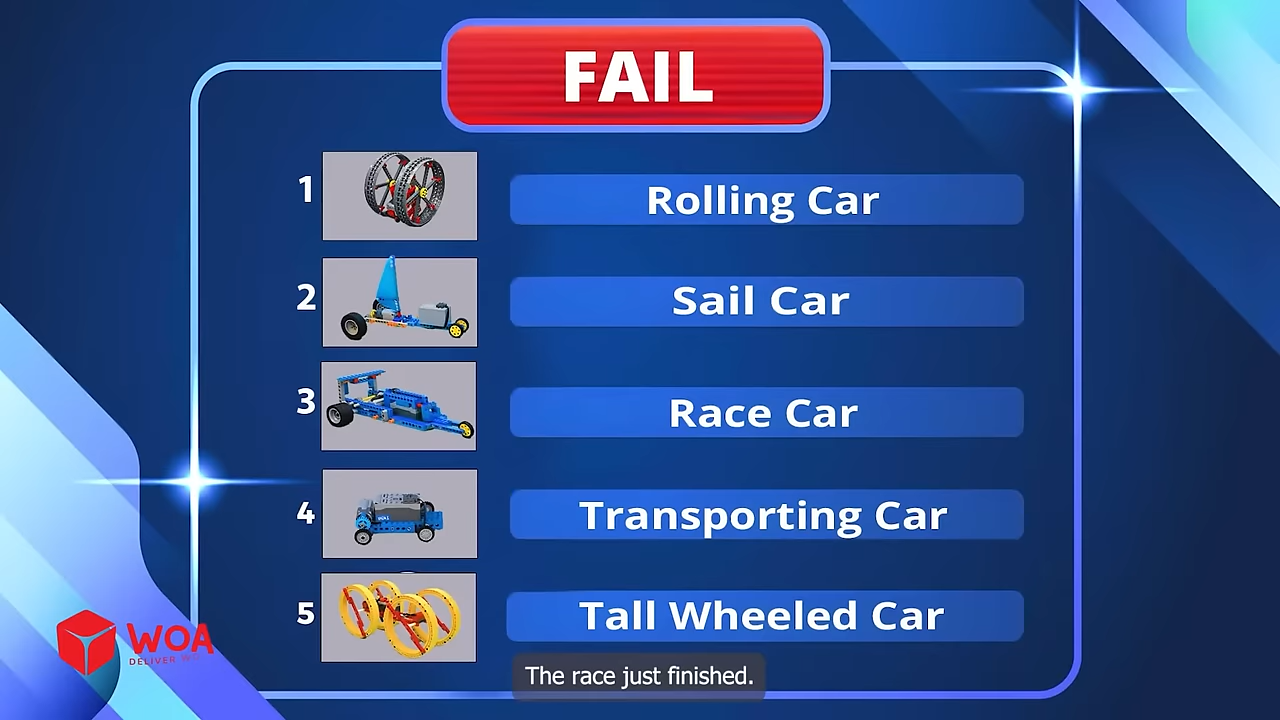 FAIL
1
Rolling Car
2
Sail Car
3
Race Car
4
Transporting Car
5
Tall Wheeled Car
WOA
DELIVER
The race just finished.